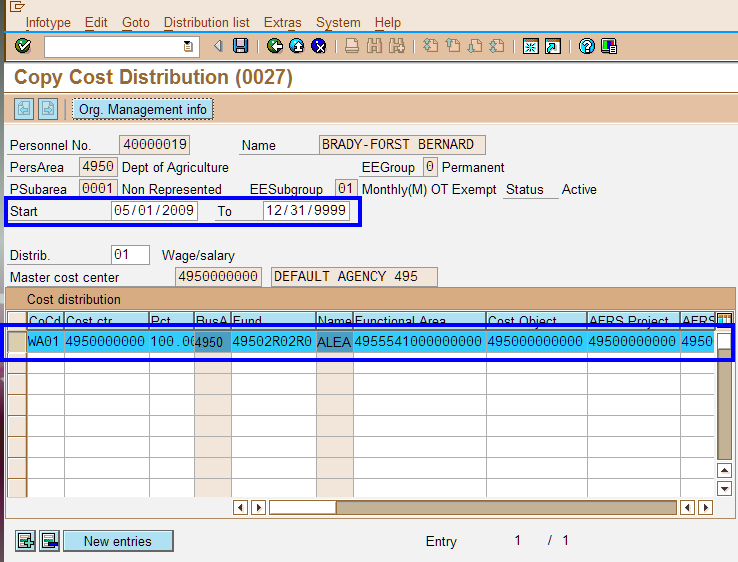 Infotype Edit Goto Distribution list Extras System Help
Copy Cost Distribution (0027)
Org. Management info
Personnel No. 40000019 Name BRADY-FORST BERNARD
PersArea 4950 Dept of Agriculture EEGroup 0 Permanent
PSubarea 0001 Non Represented EESubgroup 01 Monthly(M) OT Exempt Status Active
Start 05/01/2009 To 12/31/9999
Distrib. 01 Wage/salary
Master cost center 4950000000 DEFAULT AGENCY 495
Cost distribution
CoCd Cost ctr Pct. BusA Fund Name Functional Area Cost Object AFRS Project AFRS
WA01 4950000000 100.00 4950 49502R02R0 ALEA 4955541000000000 495000000000 49500000000 4950
New entries Entry 1 / 1